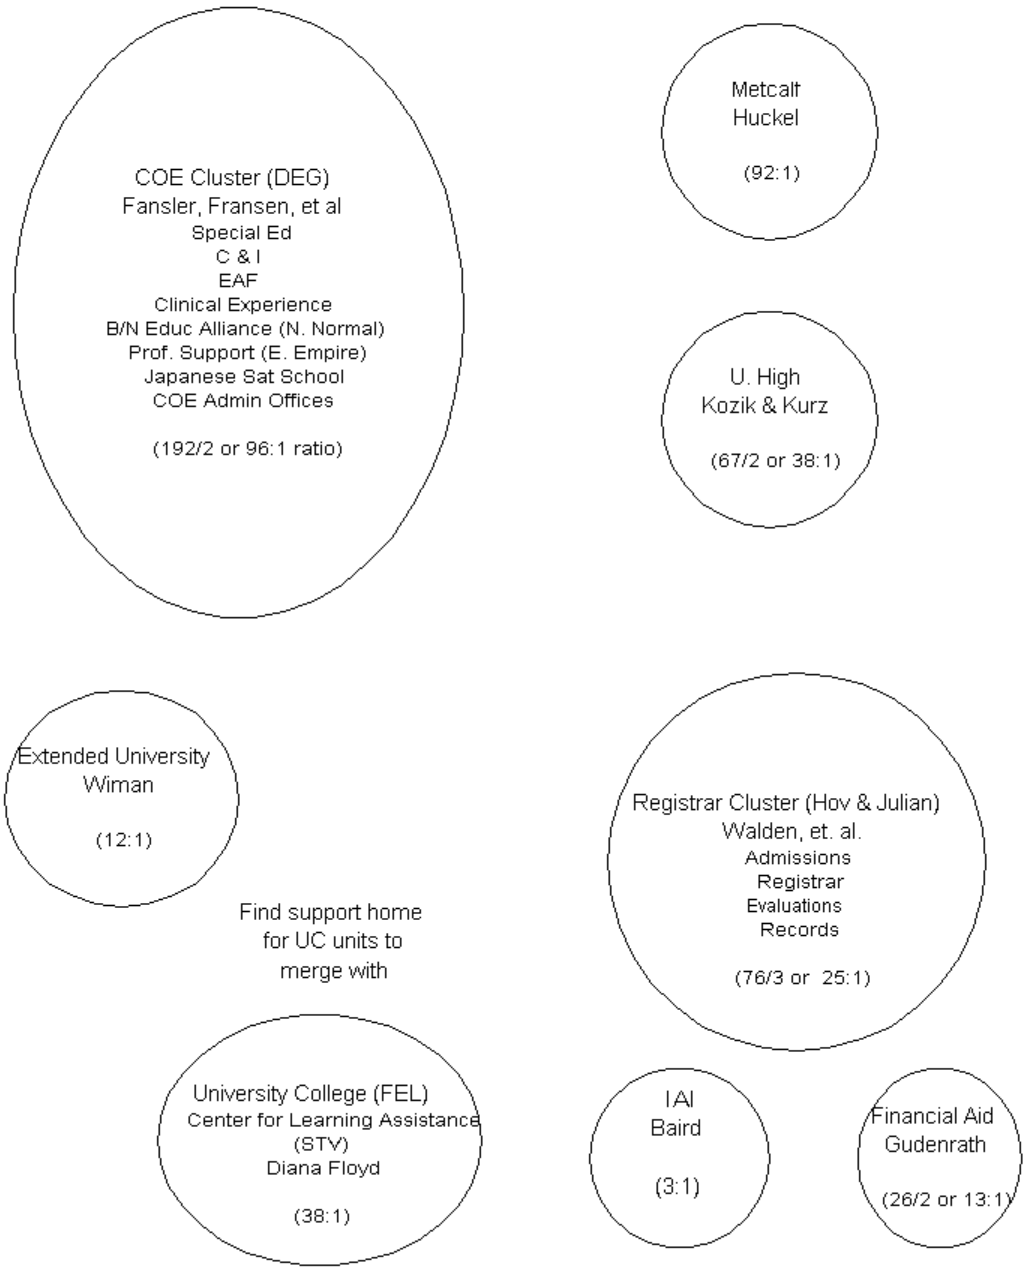 COE Cluster (DEG)
Fansler, Fransen, et al
Special Ed
C & I
EAF
Clinical Experience
B/N Educ Alliance (N. Normal)
Prof. Support (E. Empire)
Japanese Sat School
COE Admin Offices
(192/2 or 96:1 ratio)
Metcalf
Huckel
(92:1)
U. High
Kozik & Kurz
(67/2 or 38:1)
Extended University
Wiman
(12:1)
Find support home
for UC units to
merge with
Registrar Cluster (Hov & Julian)
Walden, et. al.
Admissions
Registrar
Evaluations
Records
(76/3 or 25:1)
University College (FEL)
Center for Learning Assistance
(STV)
Diana Floyd
(38:1)
IAI
Baird
(3:1)
Financial Aid
Gudenrath
(26/2 or 13:1)